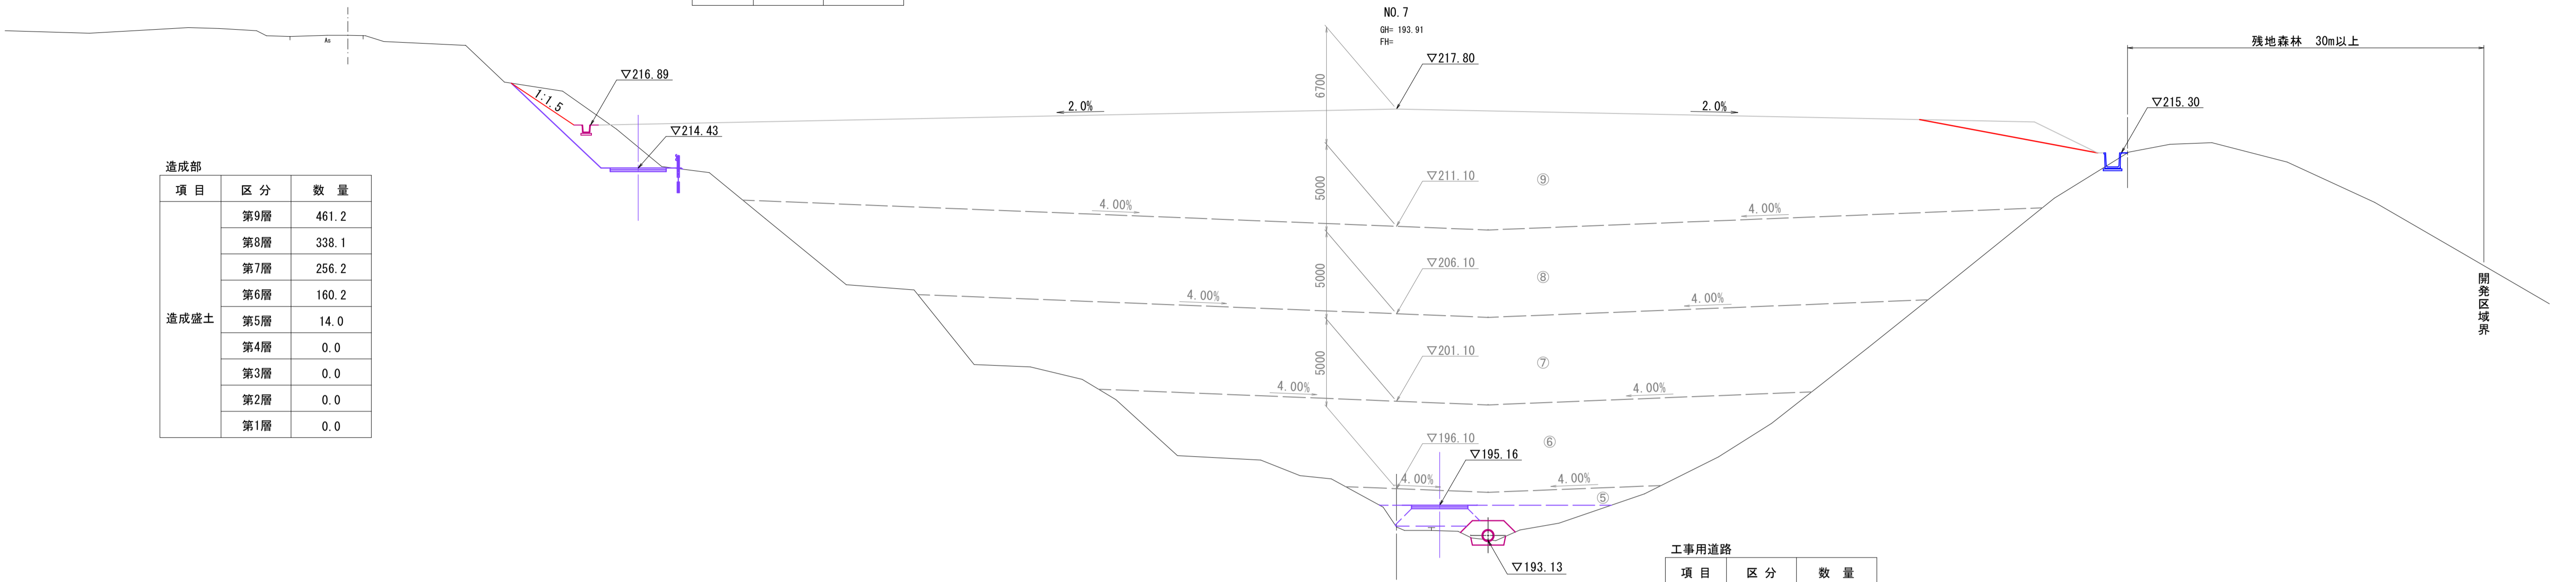 NO. 7
GH= 193.91
FH=
残地森林 30m以上
As
▽216.89
1:1.5
▽214.43
6700
▽217.80
2.0%
2.0%
▽215.30
造成部
項 目 区 分 数 量
造成盛土
第9層 461.2
第8層 338.1
第7層 256.2
第6層 160.2
第5層 14.0
第4層 0.0
第3層 0.0
第2層 0.0
第1層 0.0
5000
▽211.10
⑨
4.00%
4.00%
5000
▽206.10
⑧
4.00%
4.00%
5000
▽201.10
⑦
4.00%
4.00%
▽196.10
⑥
▽195.16
4.00%
4.00%
⑤
▽193.13
開発区域界
工事用道路
項 目 区 分 数 量